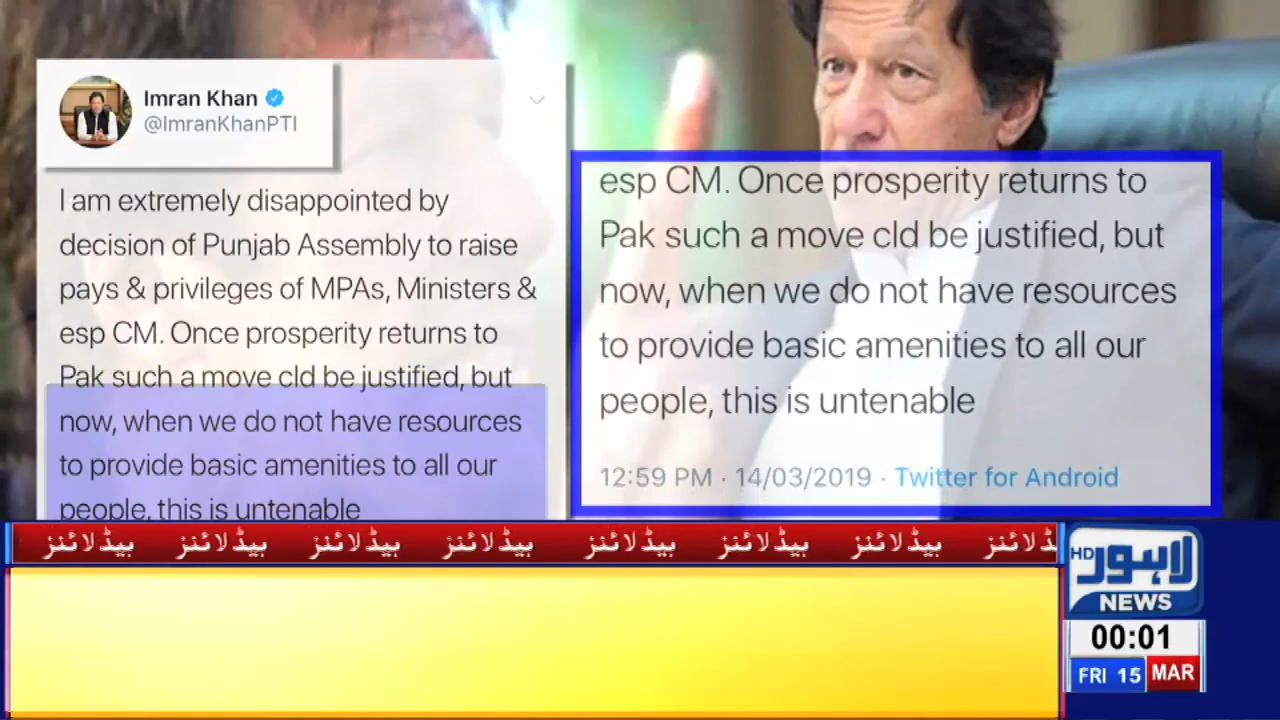 Imran Khan
@ImranKhanPTI
I am extremely disappointed by
decision of Punjab Assembly to raise
pays & privileges of MPAs, Ministers &
esp CM. Once prosperity returns to
Pak such a move cld be justified, but
now, when we do not have resources
to provide basic amenities to all our
people, this is untenable
esp CM. Once prosperity returns to
Pak such a move cld be justified, but
now, when we do not have resources
to provide basic amenities to all our
people, this is untenable
12:59 PM · 14/03/2019 · Twitter for Android
ہیڈلائنز ہیڈلائنز ہیڈلائنز ہیڈلائنز ہیڈلائنز ہیڈلائنز ہیڈلائنز ہیڈلائنز
HD لاہور
NEWS
00:01
FRI 15 MAR